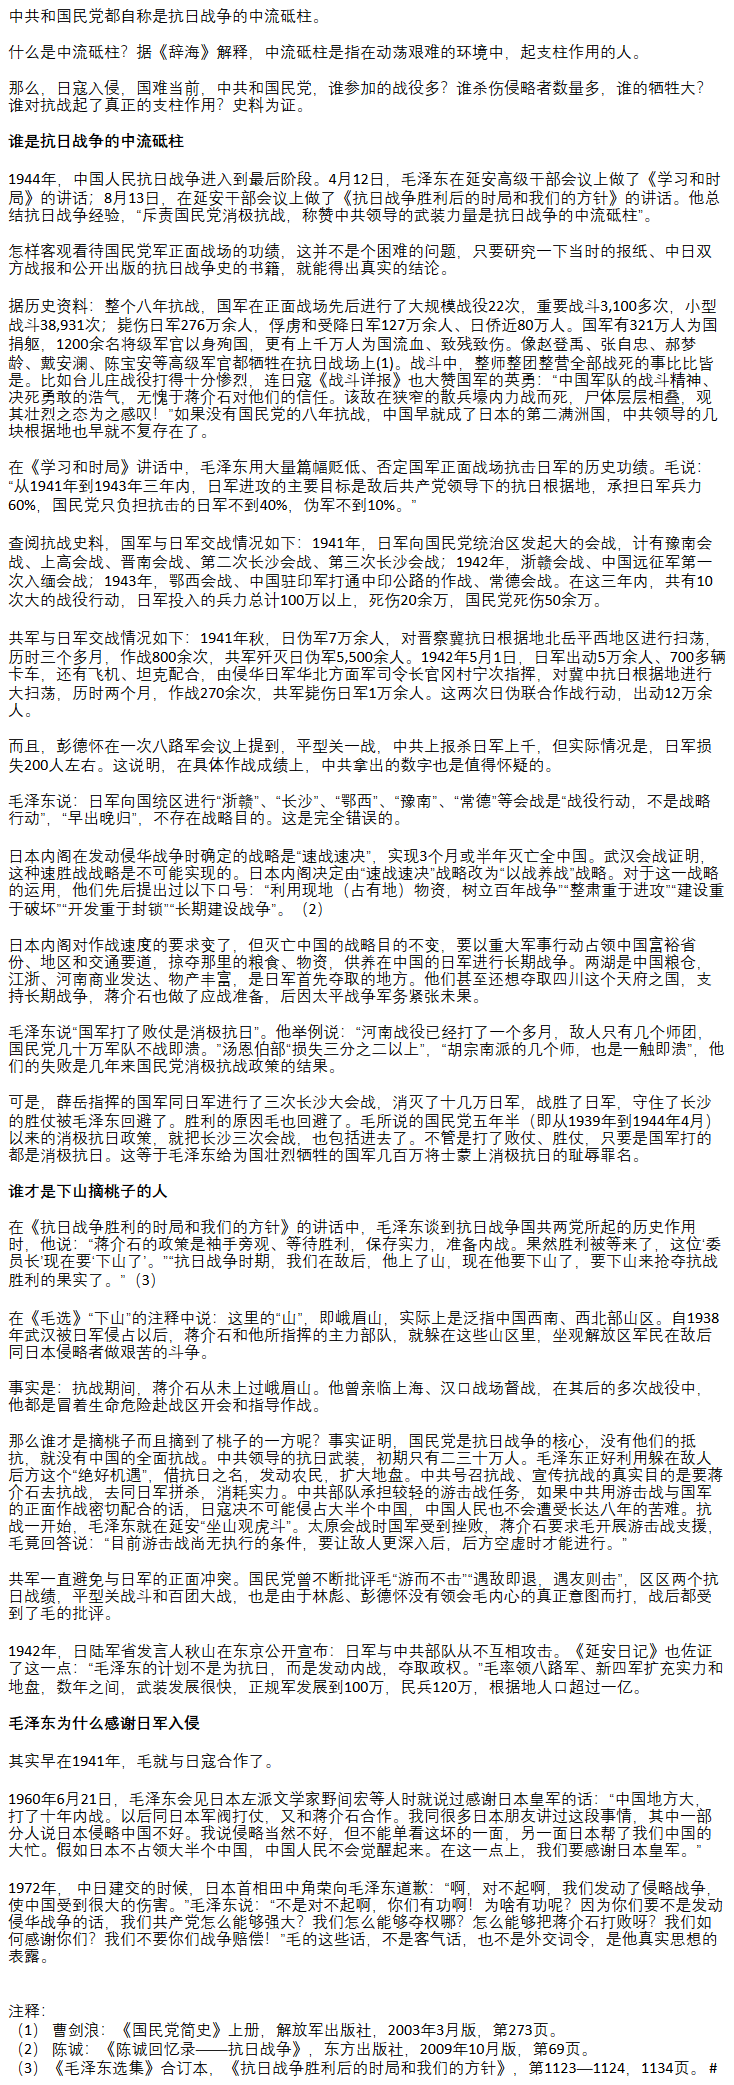 中共和国民党都自称是抗日战争的中流砥柱。
什么是中流砥柱？据《辞海》解释，中流砥柱是指在动荡艰难的环境中，起支柱作用的人。
那么，日寇入侵，国难当前，中共和国民党，谁参加的战役多？谁杀伤侵略者数量多，谁的牺牲大？
谁对抗战起了真正的支柱作用？史料为证。
谁是抗日战争的中流砥柱
1944年，中国人民抗日战争进入到最后阶段。4月12日，毛泽东在延安高级干部会议上做了《学习和时
局》的讲话；8月13日，在延安干部会议上做了《抗日战争胜利后的时局和我们的方针》的讲话。他总
结抗日战争经验，“斥责国民党消极抗战，称赞中共领导的武装力量是抗日战争的中流砥柱”。
怎样客观看待国民党军正面战场的功绩，这并不是个困难的问题，只要研究一下当时的报纸、中日双
方战报和公开出版的抗日战争史的书籍，就能得出真实的结论。
据历史资料：整个八年抗战，国军在正面战场先后进行了大规模战役22次，重要战斗3,100多次，小型
战斗38,931次；毙伤日军276万余人，俘虏和受降日军127万余人、日侨近80万人。国军有321万人为国
捐躯，1200余名将级军官以身殉国，更有上千万人为国流血、致残致伤。像赵登禹、张自忠、郝梦
龄、戴安澜、陈宝安等高级军官都牺牲在抗日战场上(1)。战斗中，整师整团整营全部战死的事比比皆
是。比如台儿庄战役打得十分惨烈，连日寇《战斗详报》也大赞国军的英勇：“中国军队的战斗精神、
决死勇敢的浩气，无愧于蒋介石对他们的信任。该敌在狭窄的散兵壕内力战而死，尸体层层相叠，观
其壮烈之态为之感叹！”如果没有国民党的八年抗战，中国早就成了日本的第二满洲国，中共领导的几
块根据地也早就不复存在了。
在《学习和时局》讲话中，毛泽东用大量篇幅贬低、否定国军正面战场抗击日军的历史功绩。毛说：
“从1941年到1943年三年内，日军进攻的主要目标是敌后共产党领导下的抗日根据地，承担日军兵力
60%，国民党只负担抗击的日军不到40%，伪军不到10%。”
查阅抗战史料，国军与日军交战情况如下：1941年，日军向国民党统治区发起大的会战，计有豫南会
战、上高会战、晋南会战、第二次长沙会战、第三次长沙会战；1942年，浙赣会战、中国远征军第一
次入缅会战；1943年，鄂西会战、中国驻印军打通中印公路的作战、常德会战。在这三年内，共有10
次大的战役行动，日军投入的兵力总计100万以上，死伤20余万，国民党死伤50余万。
共军与日军交战情况如下：1941年秋，日伪军7万余人，对晋察冀抗日根据地北岳平西地区进行扫荡，
历时三个多月，作战800余次，共军歼灭日伪军5,500余人。1942年5月1日，日军出动5万余人、700多辆
卡车，还有飞机、坦克配合，由侵华日军华北方面军司令长官冈村宁次指挥，对冀中抗日根据地进行
大扫荡，历时两个月，作战270余次，共军毙伤日军1万余人。这两次日伪联合作战行动，出动12万余
人。
而且，彭德怀在一次八路军会议上提到，平型关一战，中共上报杀日军上千，但实际情况是，日军损
失200人左右。这说明，在具体作战成绩上，中共拿出的数字也是值得怀疑的。
毛泽东说：日军向国统区进行“浙赣”、“长沙”、“鄂西”、“豫南”、“常德”等会战是“战役行动，不是战略
行动”，“早出晚归”，不存在战略目的。这是完全错误的。
日本内阁在发动侵华战争时确定的战略是“速战速决”，实现3个月或半年灭亡全中国。武汉会战证明，
这种速胜战战略是不可能实现的。日本内阁决定由“速战速决”战略改为“以战养战”战略。对于这一战略
的运用，他们先后提出过以下口号：“利用现地（占有地）物资，树立百年战争”“整肃重于进攻”“建设重
于破坏”“开发重于封锁”“长期建设战争”。（2）
日本内阁对作战速度的要求变了，但灭亡中国的战略目的不变，要以重大军事行动占领中国富裕省
份、地区和交通要道，掠夺那里的粮食、物资，供养在中国的日军进行长期战争。两湖是中国粮仓，
江浙、河南商业发达、物产丰富，是日军首先夺取的地方。他们甚至还想夺取四川这个天府之国，支
持长期战争，蒋介石也做了应战准备，后因太平战争军务紧张未果。
毛泽东说“国军打了败仗是消极抗日”。他举例说：“河南战役已经打了一个多月，敌人只有几个师团，
国民党几十万军队不战即溃。”汤恩伯部“损失三分之二以上”，“胡宗南派的几个师，也是一触即溃”，他
们的失败是几年来国民党消极抗战政策的结果。
可是，薛岳指挥的国军同日军进行了三次长沙大会战，消灭了十几万日军，战胜了日军，守住了长沙
的胜仗被毛泽东回避了。胜利的原因毛也回避了。毛所说的国民党五年半（即从1939年到1944年4月）
以来的消极抗日政策，就把长沙三次会战，也包括进去了。不管是打了败仗、胜仗，只要是国军打的
都是消极抗日。这等于毛泽东给为国壮烈牺牲的国军几百万将士蒙上消极抗日的耻辱罪名。
谁才是下山摘桃子的人
在《抗日战争胜利的时局和我们的方针》的讲话中，毛泽东谈到抗日战争国共两党所起的历史作用
时，他说：“蒋介石的政策是袖手旁观、等待胜利，保存实力，准备内战。果然胜利被等来了，这位‘委
员长’现在要‘下山了’。”“抗日战争时期，我们在敌后，他上了山，现在他要下山了，要下山来抢夺抗战
胜利的果实了。”（3）
在《毛选》“下山”的注释中说：这里的“山”，即峨眉山，实际上是泛指中国西南、西北部山区。自1938
年武汉被日军侵占以后，蒋介石和他所指挥的主力部队，就躲在这些山区里，坐观解放区军民在敌后
同日本侵略者做艰苦的斗争。
事实是：抗战期间，蒋介石从未上过峨眉山。他曾亲临上海、汉口战场督战，在其后的多次战役中，
他都是冒着生命危险赴战区开会和指导作战。
那么谁才是摘桃子而且摘到了桃子的一方呢？事实证明，国民党是抗日战争的核心，没有他们的抵
抗，就没有中国的全面抗战。中共领导的抗日武装，初期只有二三十万人。毛泽东正好利用躲在敌人
后方这个“绝好机遇”，借抗日之名，发动农民，扩大地盘。中共号召抗战、宣传抗战的真实目的是要蒋
介石去抗战，去同日军拼杀，消耗实力。中共部队承担较轻的游击战任务，如果中共用游击战与国军
的正面作战密切配合的话，日寇决不可能侵占大半个中国，中国人民也不会遭受长达八年的苦难。抗
战一开始，毛泽东就在延安“坐山观虎斗”。太原会战时国军受到挫败，蒋介石要求毛开展游击战支援，
毛竟回答说：“目前游击战尚无执行的条件，要让敌人更深入后，后方空虚时才能进行。”
共军一直避免与日军的正面冲突。国民党曾不断批评毛“游而不击”“遇敌即退，遇友则击”，区区两个抗
日战绩，平型关战斗和百团大战，也是由于林彪、彭德怀没有领会毛内心的真正意图而打，战后都受
到了毛的批评。
1942年，日陆军省发言人秋山在东京公开宣布：日军与中共部队从不互相攻击。《延安日记》也佐证
了这一点：“毛泽东的计划不是为抗日，而是发动内战，夺取政权。”毛率领八路军、新四军扩充实力和
地盘，数年之间，武装发展很快，正规军发展到100万，民兵120万，根据地人口超过一亿。
毛泽东为什么感谢日军入侵
其实早在1941年，毛就与日寇合作了。
1960年6月21日，毛泽东会见日本左派文学家野间宏等人时就说过感谢日本皇军的话：“中国地方大，
打了十年内战。以后同日本军阀打仗，又和蒋介石合作。我同很多日本朋友讲过这段事情，其中一部
分人说日本侵略中国不好。我说侵略当然不好，但不能单看这坏的一面，另一面日本帮了我们中国的
大忙。假如日本不占领大半个中国，中国人民不会觉醒起来。在这一点上，我们要感谢日本皇军。”
1972年， 中日建交的时候，日本首相田中角荣向毛泽东道歉：“啊，对不起啊，我们发动了侵略战争，
使中国受到很大的伤害。”毛泽东说：“不是对不起啊，你们有功啊！为啥有功呢？因为你们要不是发动
侵华战争的话，我们共产党怎么能够强大？我们怎么能够夺权哪？怎么能够把蒋介石打败呀？我们如
何感谢你们？我们不要你们战争赔偿！”毛的这些话，不是客气话，也不是外交词令，是他真实思想的
表露。
注释：
（1） 曹剑浪：《国民党简史》上册，解放军出版社，2003年3月版，第273页。
（2） 陈诚：《陈诚回忆录——抗日战争》，东方出版社，2009年10月版，第69页。
（3）《毛泽东选集》合订本，《抗日战争胜利后的时局和我们的方针》，第1123—1124，1134页。 #